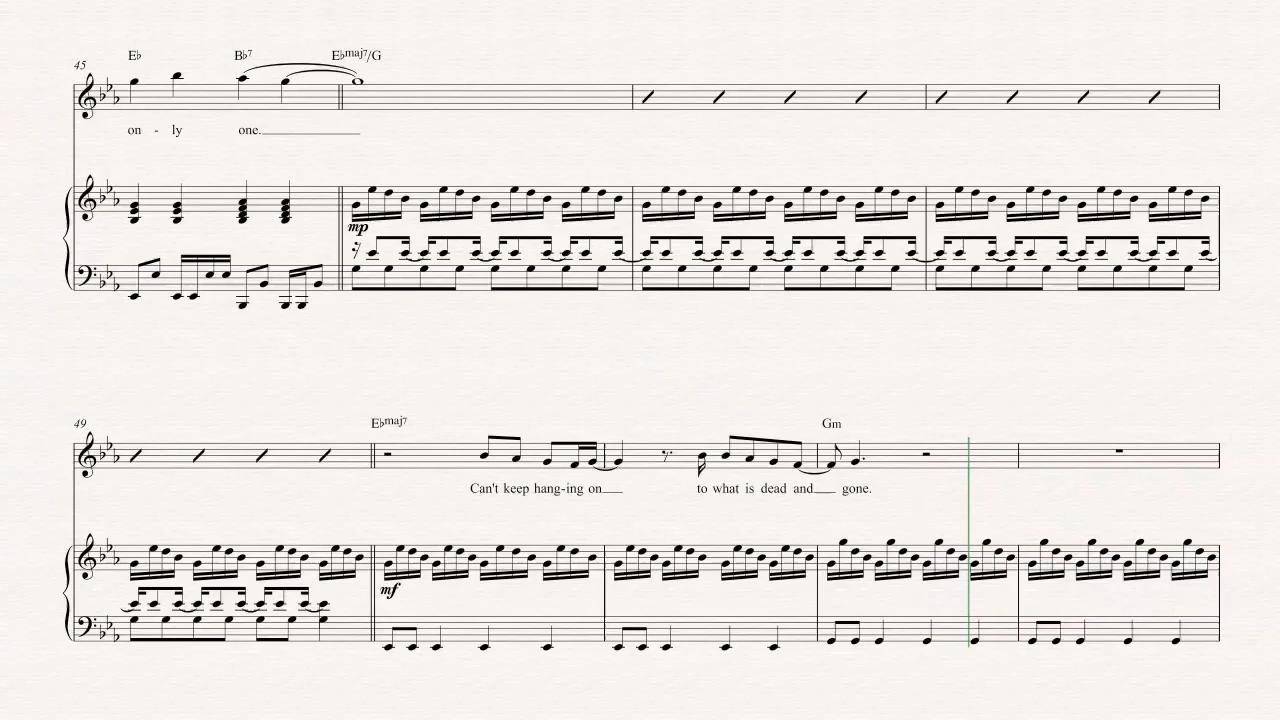 E♭ B♭7 E♭maj7/G
45
on - ly one.
mp
49 E♭maj7 Gm
Can't keep hang-ing on to what is dead and gone.
mf